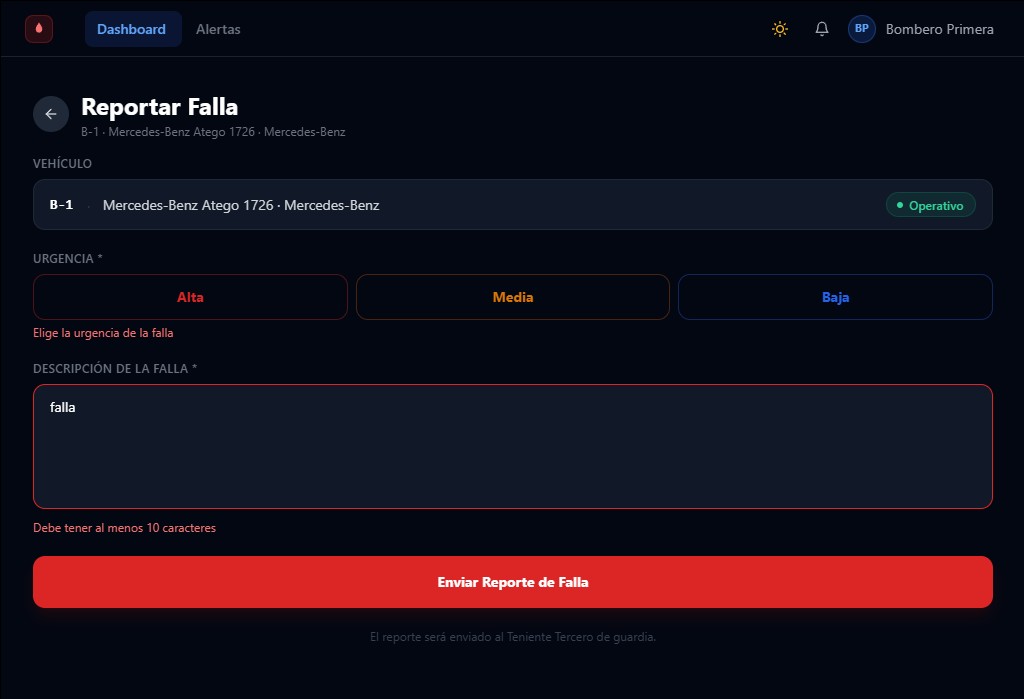 Dashboard
Alertas
BP
Bombero Primera
Reportar Falla
B-1 · Mercedes-Benz Atego 1726 · Mercedes-Benz
VEHÍCULO
B-1 · Mercedes-Benz Atego 1726 · Mercedes-Benz
Operativo
URGENCIA *
Alta
Media
Baja
Elige la urgencia de la falla
DESCRIPCIÓN DE LA FALLA *
falla
Debe tener al menos 10 caracteres
Enviar Reporte de Falla
El reporte será enviado al Teniente Tercero de guardia.